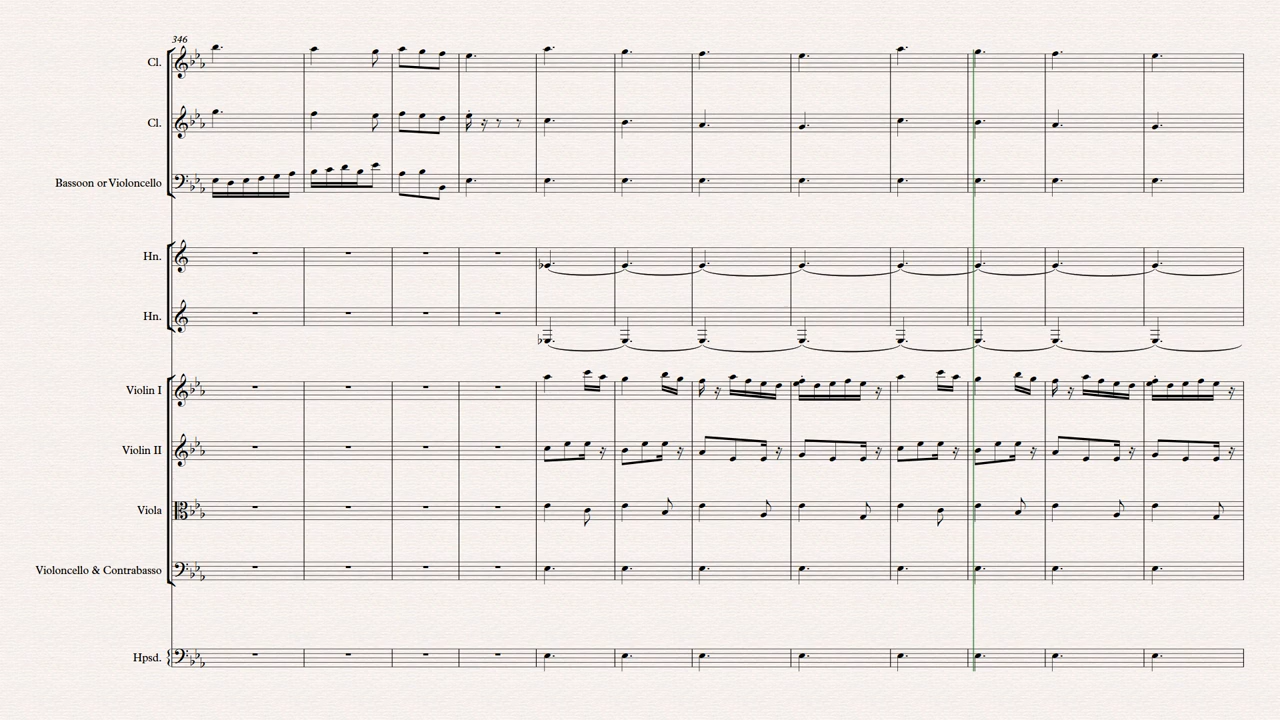 346
Cl.
Cl.
Bassoon or Violoncello
Hn.
Hn.
Violin I
Violin II
Viola
Violoncello & Contrabasso
Hpsd.